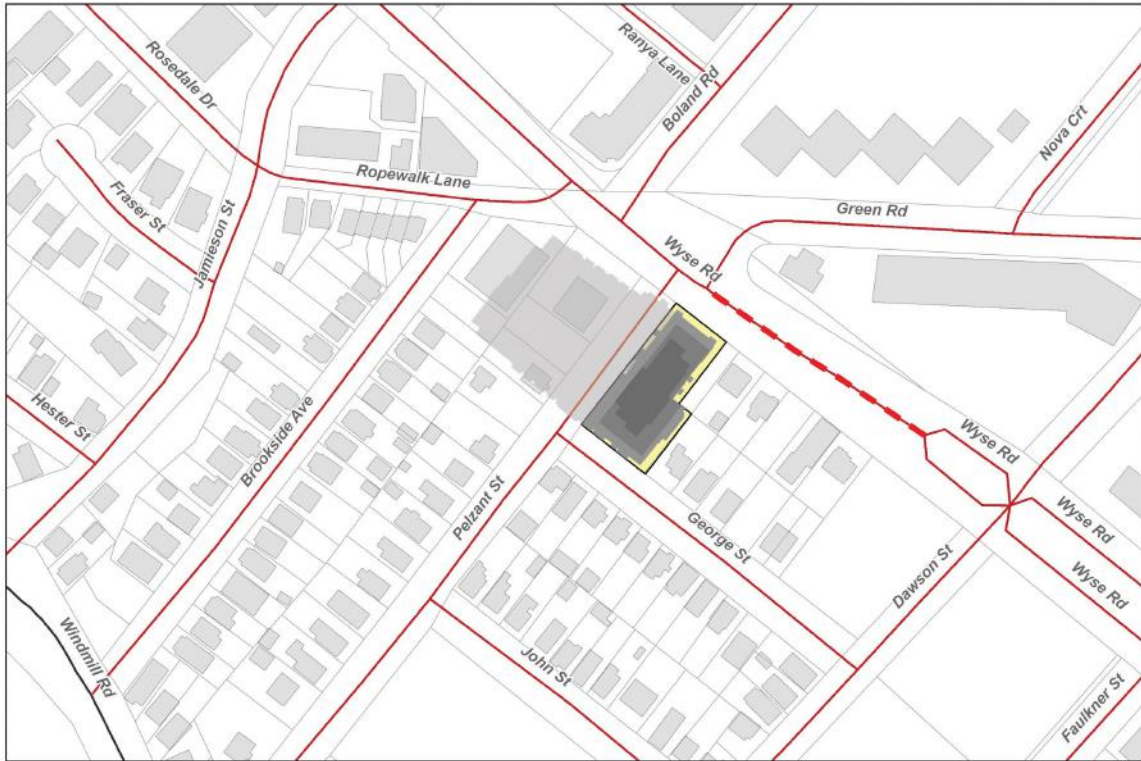 Rosedale Dr
Ranya Lane
Boland Rd
Nova Crt
Ropewalk Lane
Fraser St
Green Rd
Jamieson St
Wyse Rd
Hester St
Brookside Ave
Wyse Rd
Pelzant St
George St
Wyse Rd
Dawson St
Wyse Rd
Windmill Rd
John St
Faulkner St